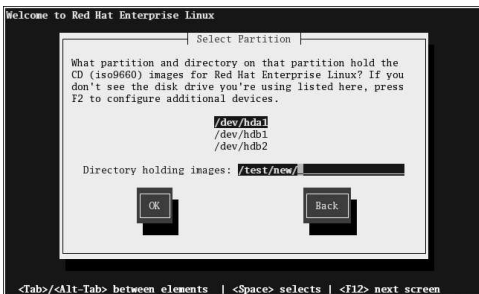 Welcome to Red Hat Enterprise Linux
Select Partition
What partition and directory on that partition hold the
CD (iso9660) images for Red Hat Enterprise Linux? If you
don't see the disk drive you're using listed here, press
F2 to configure additional devices.
/dev/hda1
/dev/hdb1
/dev/hdb2
Directory holding images: /test/new/
OK Back
<Tab>/<Alt-Tab> between elements | <Space> selects | <F12> next screen